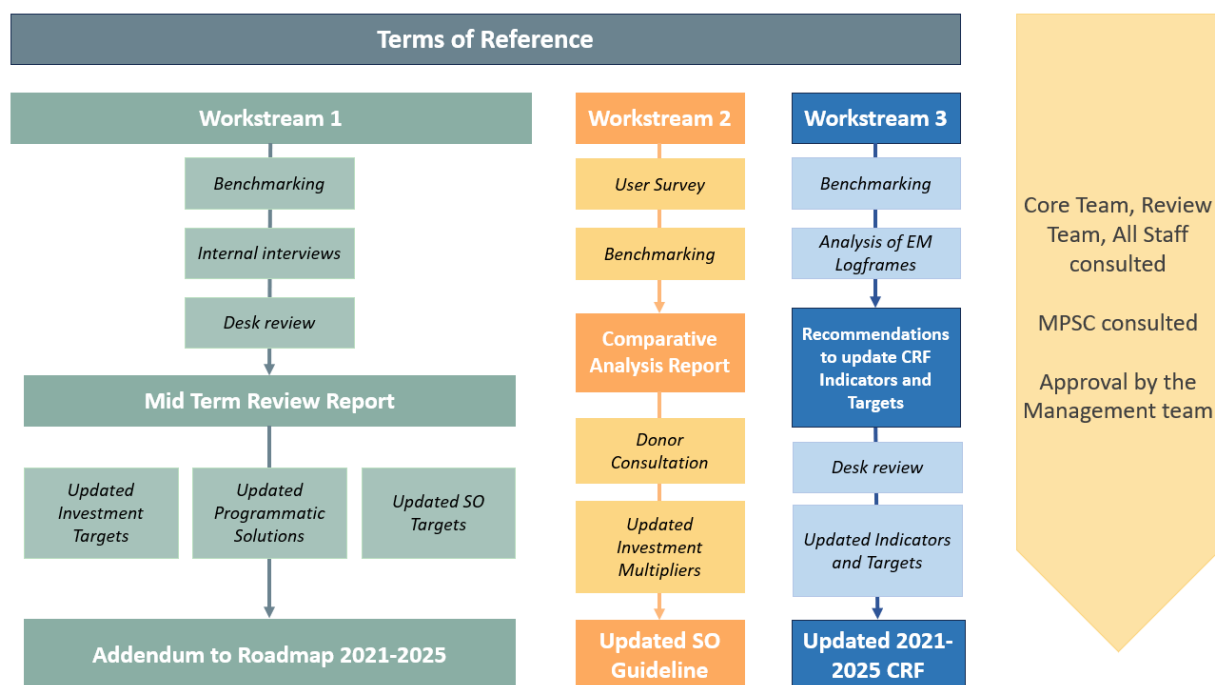 Terms of Reference
Workstream 1
Benchmarking
Internal interviews
Desk review
Mid Term Review Report
Updated
Investment
Targets
Updated
Programmatic
Solutions
Updated SO
Targets
Addendum to Roadmap 2021-2025
Workstream 2
User Survey
Benchmarking
Comparative
Analysis Report
Donor
Consultation
Updated
Investment
Multipliers
Updated SO
Guideline
Workstream 3
Benchmarking
Analysis of EM
Logframes
Recommendations
to update CRF
Indicators and
Targets
Desk review
Updated Indicators
and Targets
Updated 2021-
2025 CRF
Core Team, Review
Team, All Staff
consulted
MPSC consulted
Approval by the
Management team